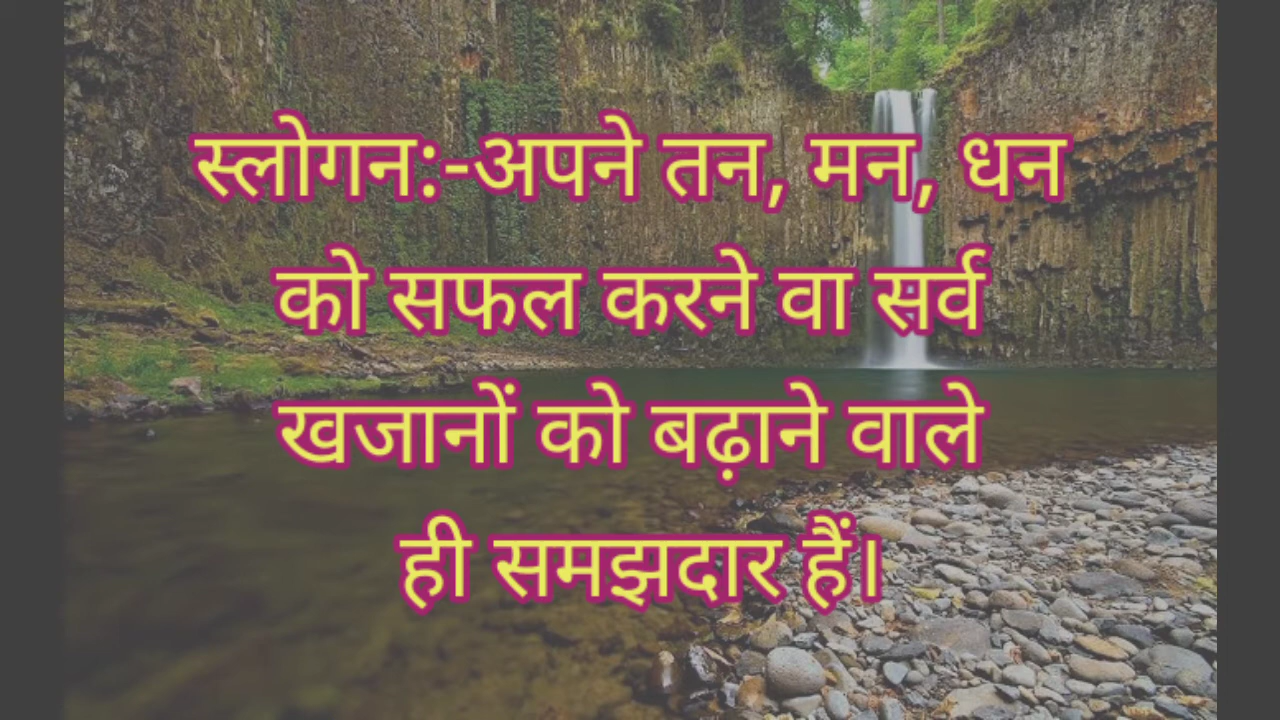 स्लोगन:-अपने तन, मन, धन
को सफल करने वा सर्व
खजानों को बढ़ाने वाले
ही समझदार हैं।